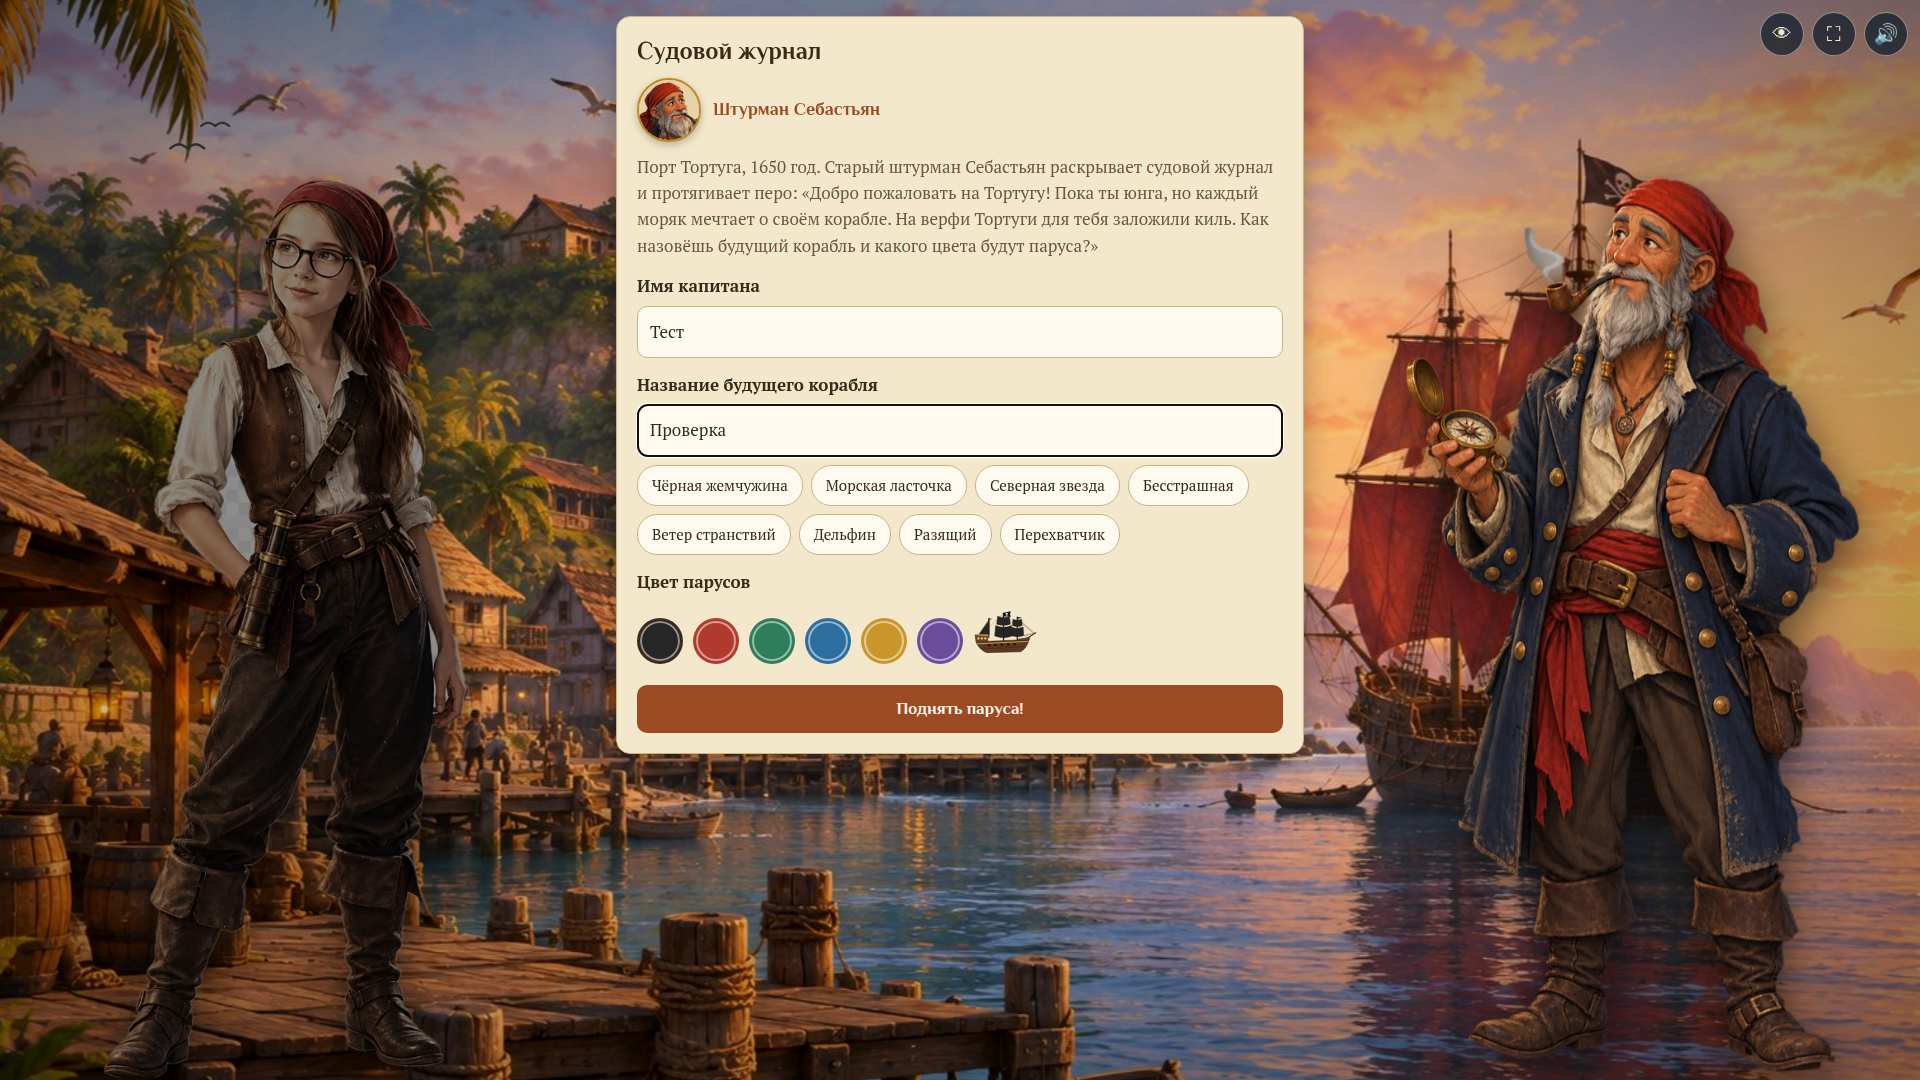 Судовой журнал
Штурман Себастьян
Порт Тортуга, 1650 год. Старый штурман Себастьян раскрывает судовой журнал
и протягивает перо: «Добро пожаловать на Тортугу! Пока ты юнга, но каждый
моряк мечтает о своём корабле. На верфи Тортуги для тебя заложили киль. Как
назовёшь будущий корабль и какого цвета будут паруса?»
Имя капитана
Тест
Название будущего корабля
Проверка
Чёрная жемчужина Морская ласточка Северная звезда Бесстрашная
Ветер странствий Дельфин Разящий Перехватчик
Цвет парусов
Поднять паруса!